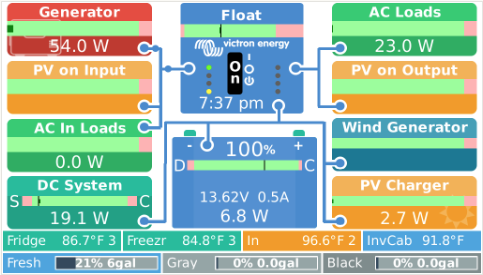 Generator
54.0 W
PV on Input
AC In Loads
0.0 W
DC System
S C
19.1 W
Float
victron energy
On
I
7:37 pm
- 100% +
D C
13.62V 0.5A
6.8 W
AC Loads
23.0 W
PV on Output
Wind Generator
PV Charger
2.7 W
Fridge 86.7°F 3 Freezr 84.8°F 3 In 96.6°F 2 InvCab 91.8°F
Fresh 21% 6gal Gray 0% 0.0gal Black 0% 0.0gal